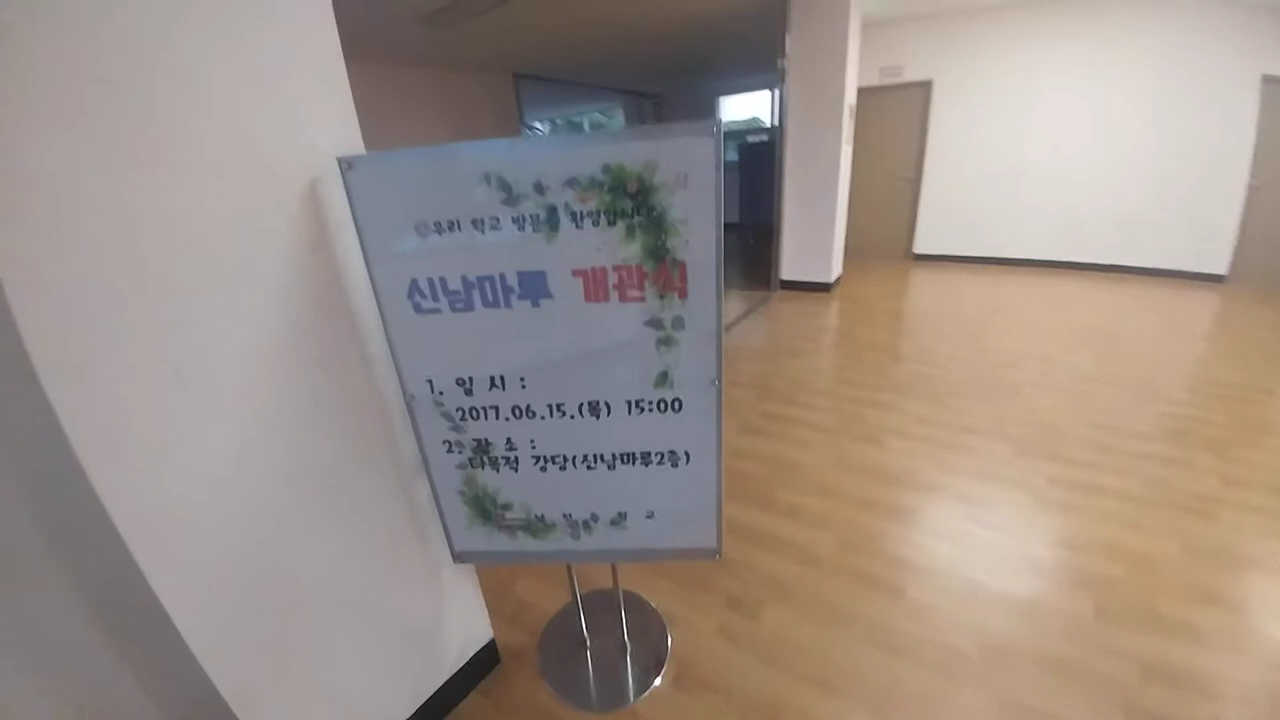 우리 학교 방문을 환영합니다
신남마루 개관식
1. 일 시 :
2017.06.15.(목) 15:00
2. 장 소 :
다목적 강당(신남마루2층)